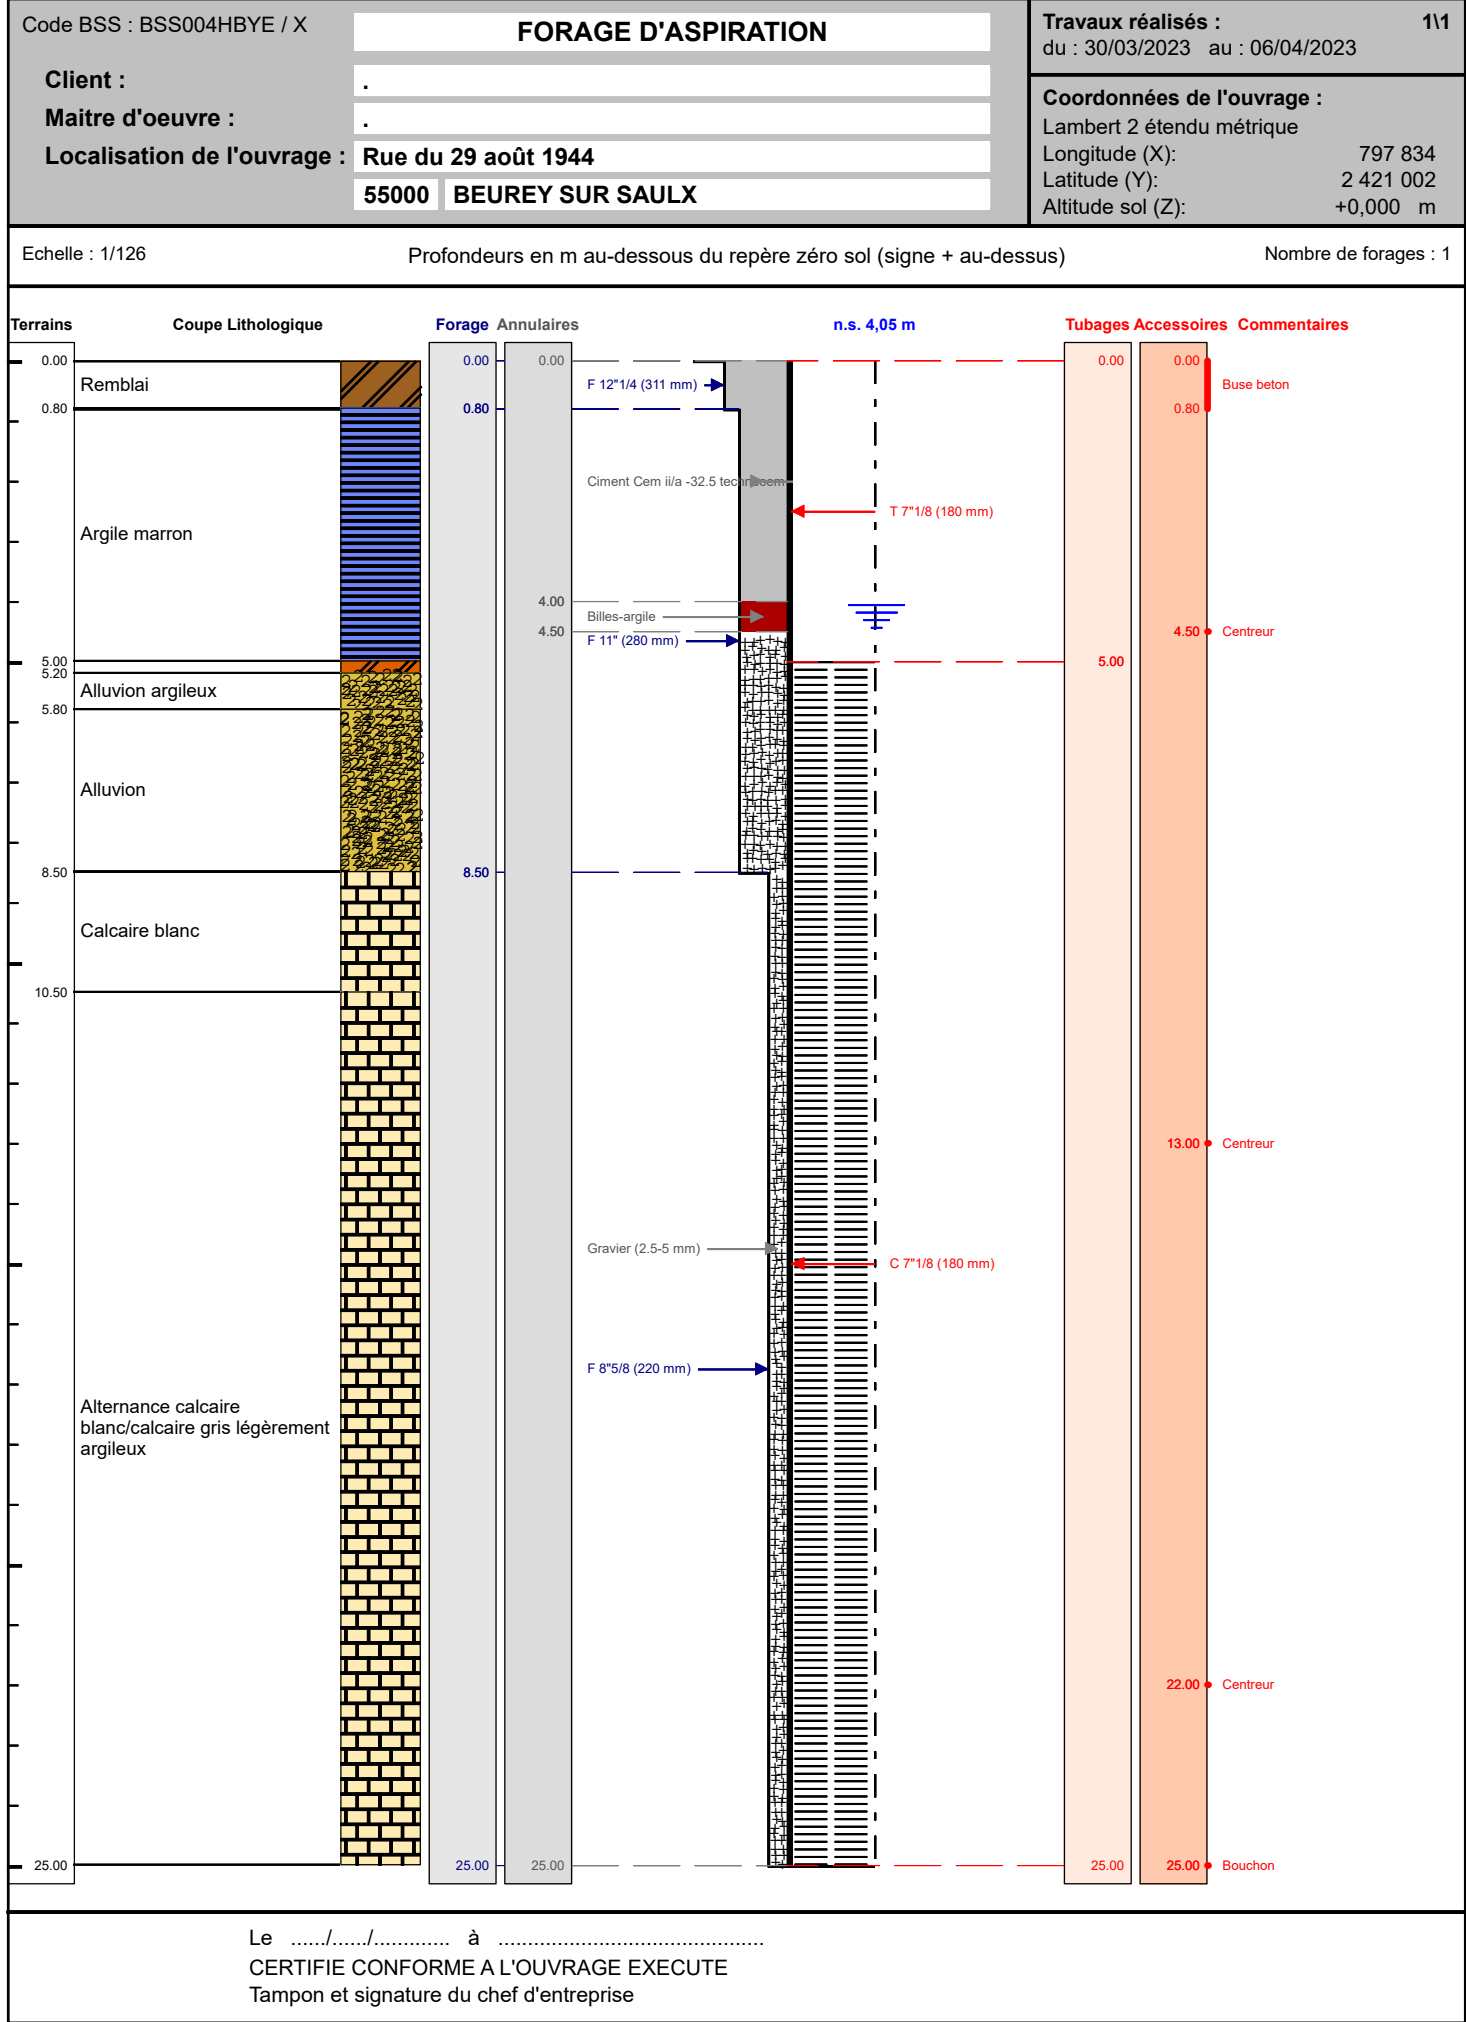 Code BSS : BSS004HBYE / X
FORAGE D'ASPIRATION
Client :
.
Maitre d'oeuvre :
.
Localisation de l'ouvrage :
Rue du 29 août 1944
55000 BEUREY SUR SAULX
Travaux réalisés : 1\1
du : 30/03/2023 au : 06/04/2023
Coordonnées de l'ouvrage :
Lambert 2 étendu métrique
Longitude (X): 797 834
Latitude (Y): 2 421 002
Altitude sol (Z): +0,000 m
Echelle : 1/126
Profondeurs en m au-dessous du repère zéro sol (signe + au-dessus)
Nombre de forages : 1
Terrains Coupe Lithologique Forage Annulaires n.s. 4,05 m Tubages Accessoires Commentaires
0.00 0.00 0.00 0.00 0.00
Remblai
F 12"1/4 (311 mm)
Buse beton
0.80 0.80 0.80
Ciment Cem ii/a -32.5
T 7"1/8 (180 mm)
Argile marron
4.00
Billes-argile
4.50 4.50 Centreur
F 11" (280 mm)
5.00 5.00
5.20
Alluvion argileux
5.80
Alluvion
8.50 8.50
Calcaire blanc
10.50
13.00 Centreur
Gravier (2.5-5 mm)
C 7"1/8 (180 mm)
F 8"5/8 (220 mm)
Alternance calcaire
blanc/calcaire gris légèrement
argileux
22.00 Centreur
25.00 25.00 25.00 25.00 25.00 Bouchon
Le ....../....../............. à ............................................
CERTIFIE CONFORME A L'OUVRAGE EXECUTE
Tampon et signature du chef d'entreprise